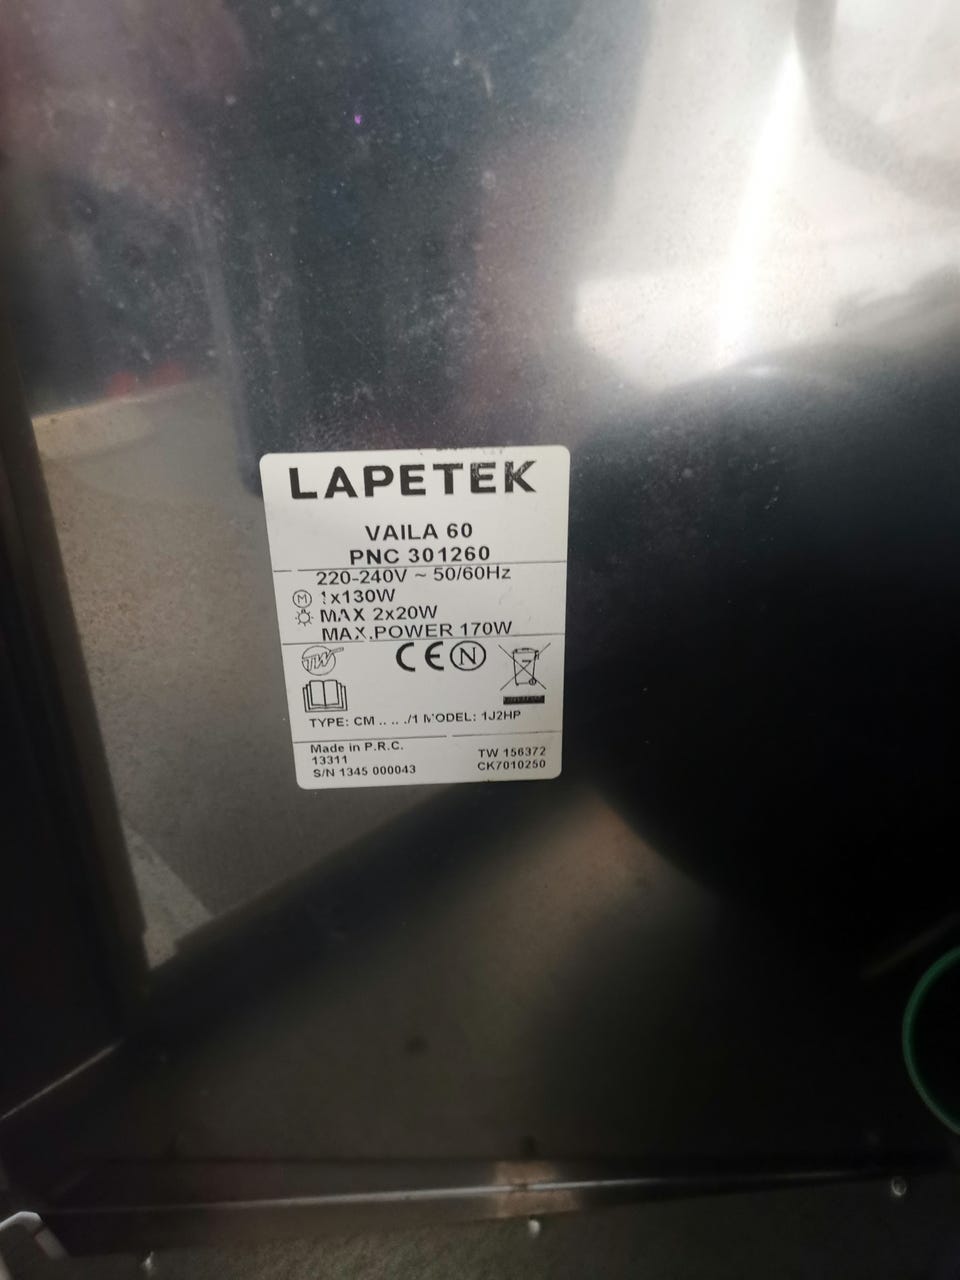 LAPETEK
VAILA 60
PNC 301260
220-240V ~ 50/60Hz
M 1x130W
MAX 2x20W
MAX.POWER 170W
TW CE N
TYPE: CM .. .. ../1 MODEL: 1J2HP
Made in P.R.C.
13311
S/N 1345 000043
TW 156372
CK7010250